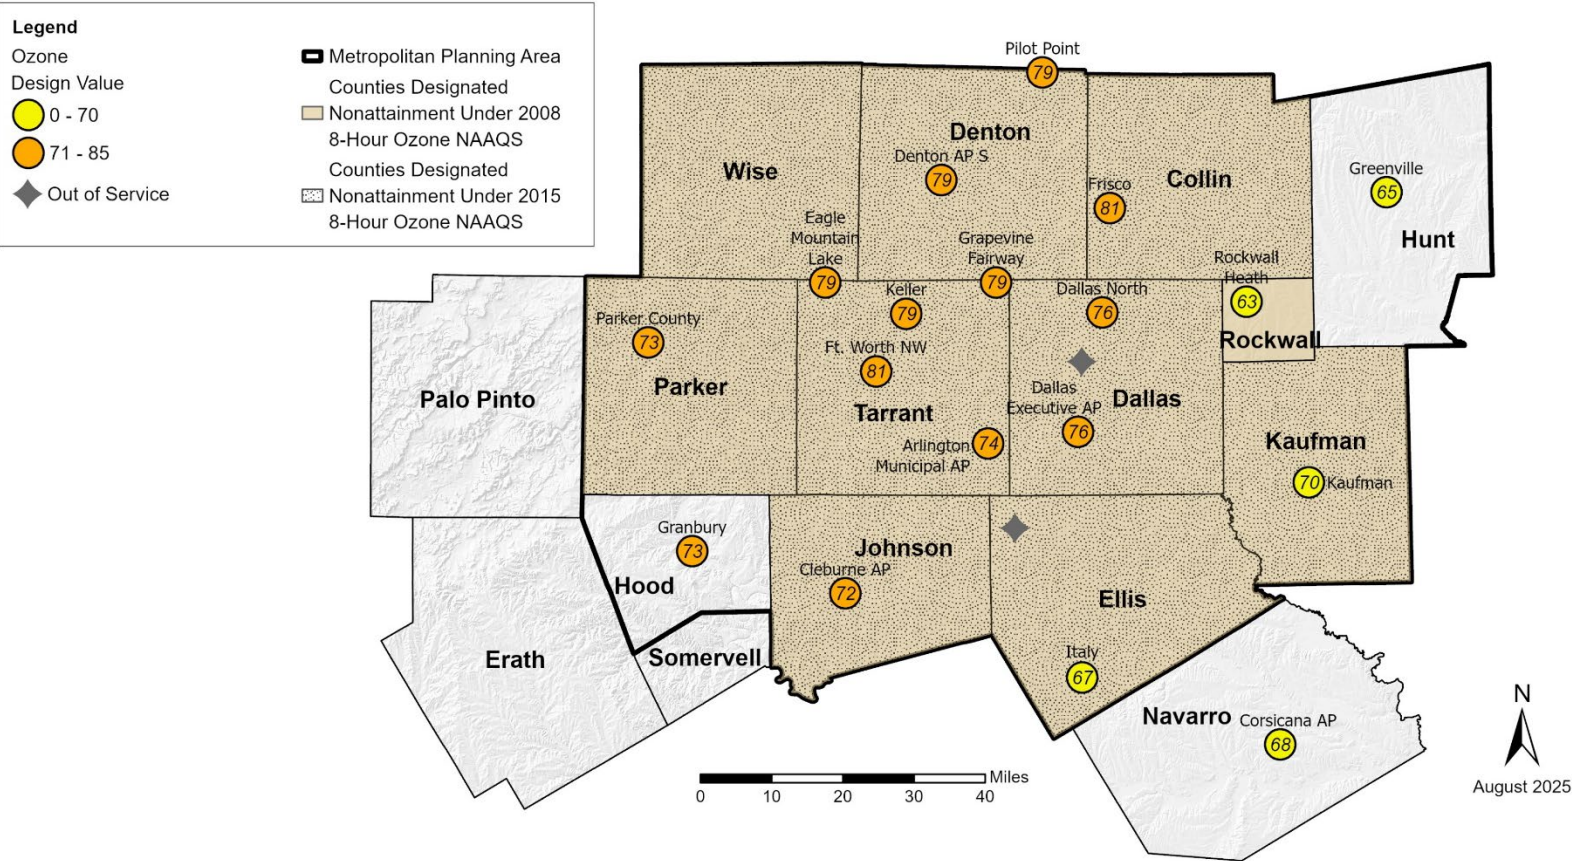 Legend
Ozone
Design Value
0 - 70
71 - 85
Out of Service
Metropolitan Planning Area
Counties Designated
Nonattainment Under 2008
8-Hour Ozone NAAQS
Counties Designated
Nonattainment Under 2015
8-Hour Ozone NAAQS
Pilot Point
79
Denton
Denton AP S
79
Wise
Collin
Frisco
81
Greenville
65
Hunt
Eagle
Mountain
Lake
79
Grapevine
Fairway
79
Rockwall
Heath
63
Rockwall
Keller
79
Dallas North
76
Parker County
73
Parker
Ft. Worth NW
81
Tarrant
Palo Pinto
Dallas
Executive AP
76
Dallas
Arlington
Municipal AP
74
Kaufman
70
Kaufman
Granbury
73
Hood
Johnson
Cleburne AP
72
Ellis
Erath
Somervell
Italy
67
Navarro
Corsicana AP
68
0
10
20
30
40
Miles
N
August 2025